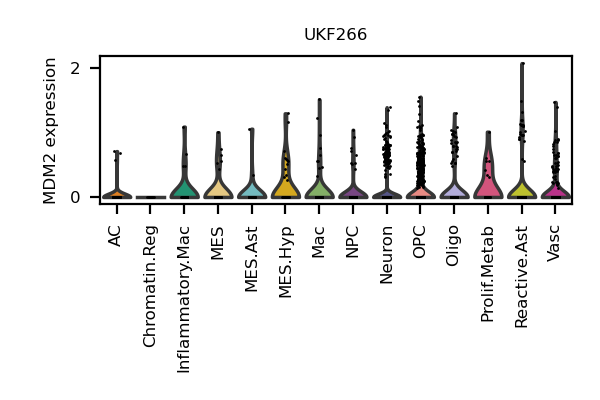 UKF266
MDM2 expression
2
0
AC
Chromatin.Reg
Inflammatory.Mac
MES
MES.Ast
MES.Hyp
Mac
NPC
Neuron
OPC
Oligo
Prolif.Metab
Reactive.Ast
Vasc